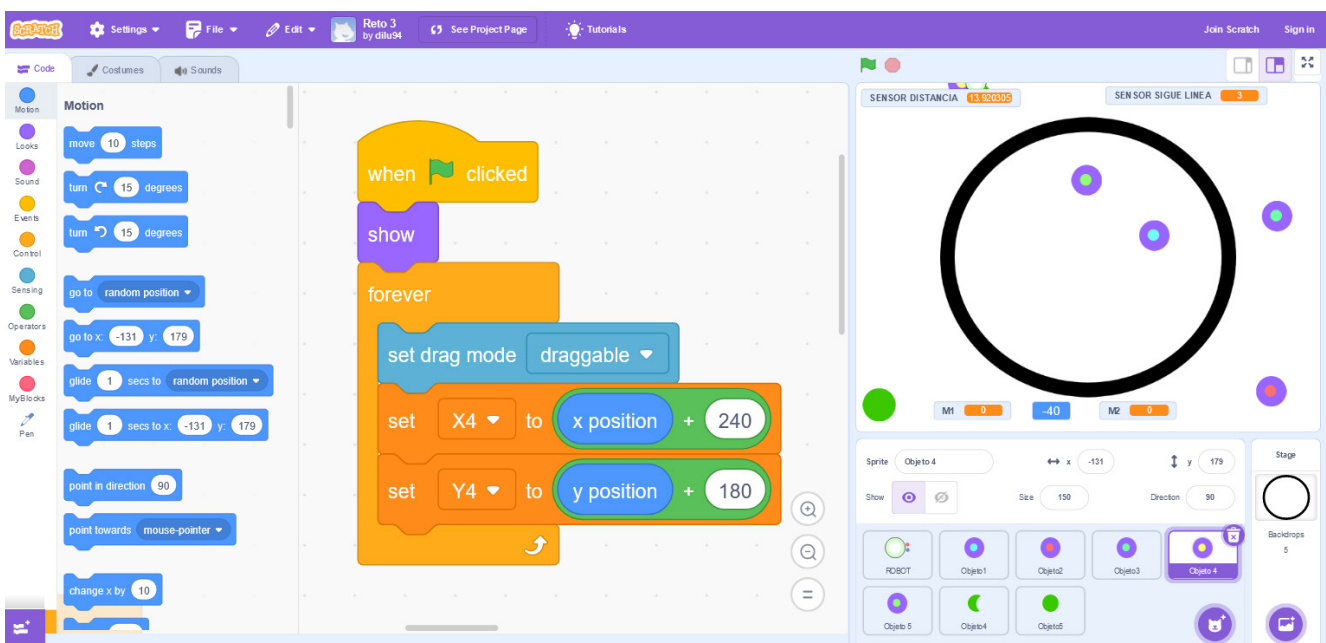 SCRATCH Settings File Edit Reto 3 by dilu94 See Project Page Tutorials Join Scratch Sign in
Code Costumes Sounds
Motion
Looks
Sound
Events
Control
Sensing
Operators
Variables
MyBlocks
Pen
Motion
move 10 steps
turn 15 degrees
turn 15 degrees
go to random position
go to x: -131 y: 179
glide 1 secs to random position
glide 1 secs to x: -131 y: 179
point in direction 90
point towards mouse-pointer
change x by 10
when clicked
show
forever
set drag mode draggable
set X4 to x position + 240
set Y4 to y position + 180
SENSOR DISTANCIA 13.920305 SENSOR SIGUE LINEA 3
M1 0 -40 M2 0
Sprite Objeto 4 x -131 y 179
Show Size 150 Direction 90
ROBOT Objeto1 Objeto2 Objeto3 Objeto 4
Objeto 5 Objeto4 Objeto5
Stage
Backdrops
5